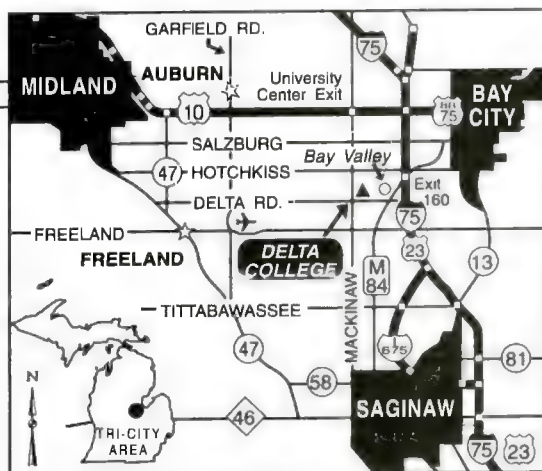 GARFIELD RD.
75
MIDLAND
AUBURN
University
Center Exit
BAY
CITY
10
BR
75
SALZBURG
Bay Valley
47
HOTCHKISS
DELTA RD.
Exit
160
75
FREELAND
FREELAND
DELTA
COLLEGE
23
13
M
84
TITTABAWASSEE
MACKINAW
47
I
675
58
81
N
46
SAGINAW
TRI-CITY
AREA
75
23